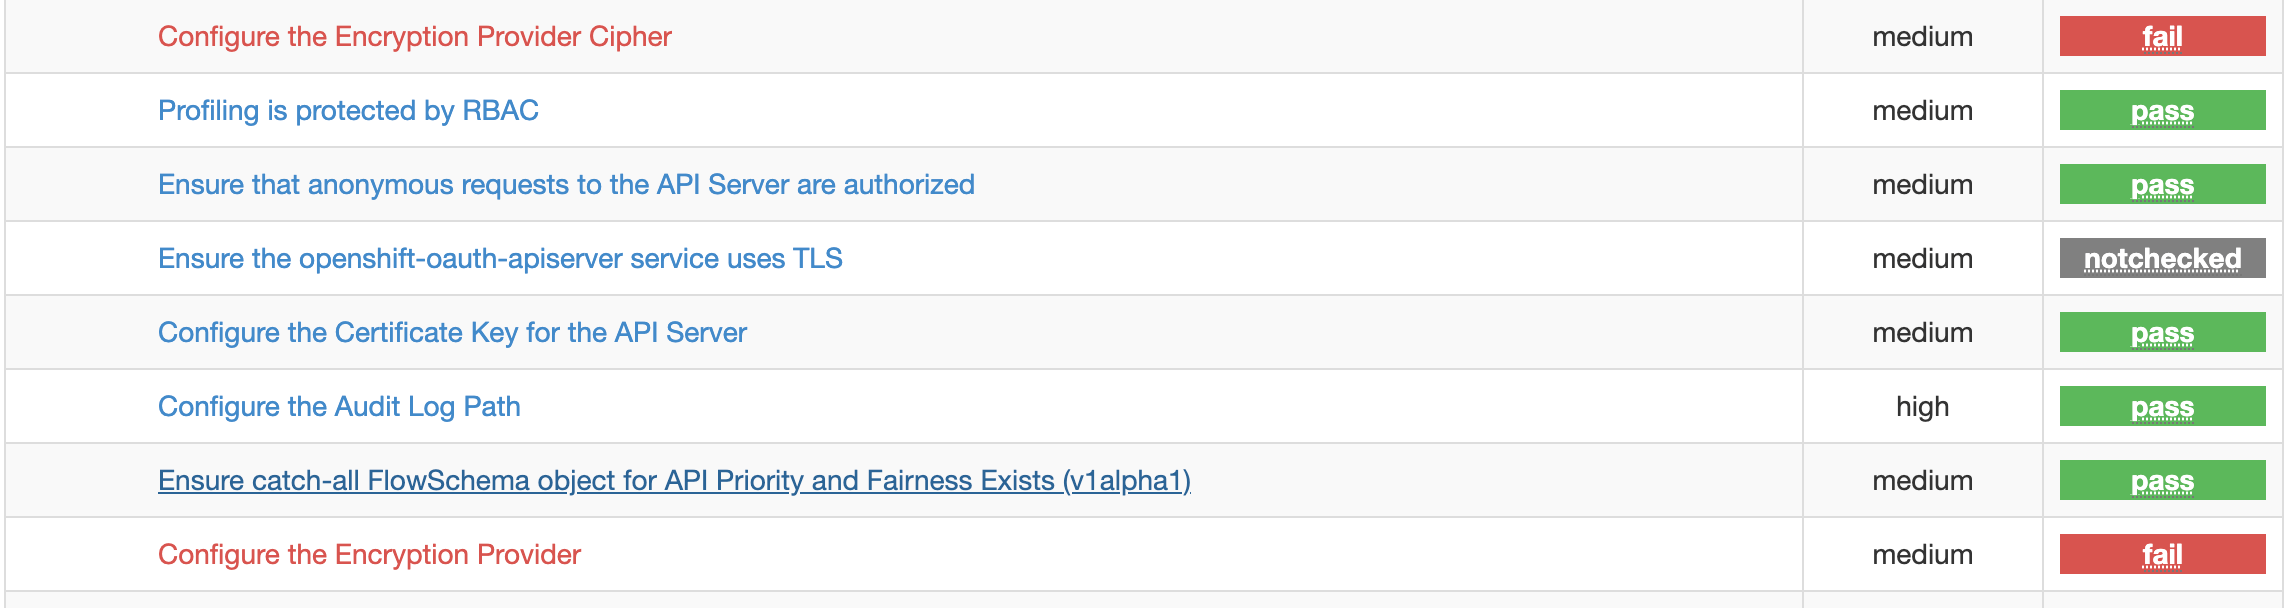 Configure the Encryption Provider Cipher medium fail
Profiling is protected by RBAC medium pass
Ensure that anonymous requests to the API Server are authorized medium pass
Ensure the openshift-oauth-apiserver service uses TLS medium notchecked
Configure the Certificate Key for the API Server medium pass
Configure the Audit Log Path high pass
Ensure catch-all FlowSchema object for API Priority and Fairness Exists (v1alpha1) medium pass
Configure the Encryption Provider medium fail